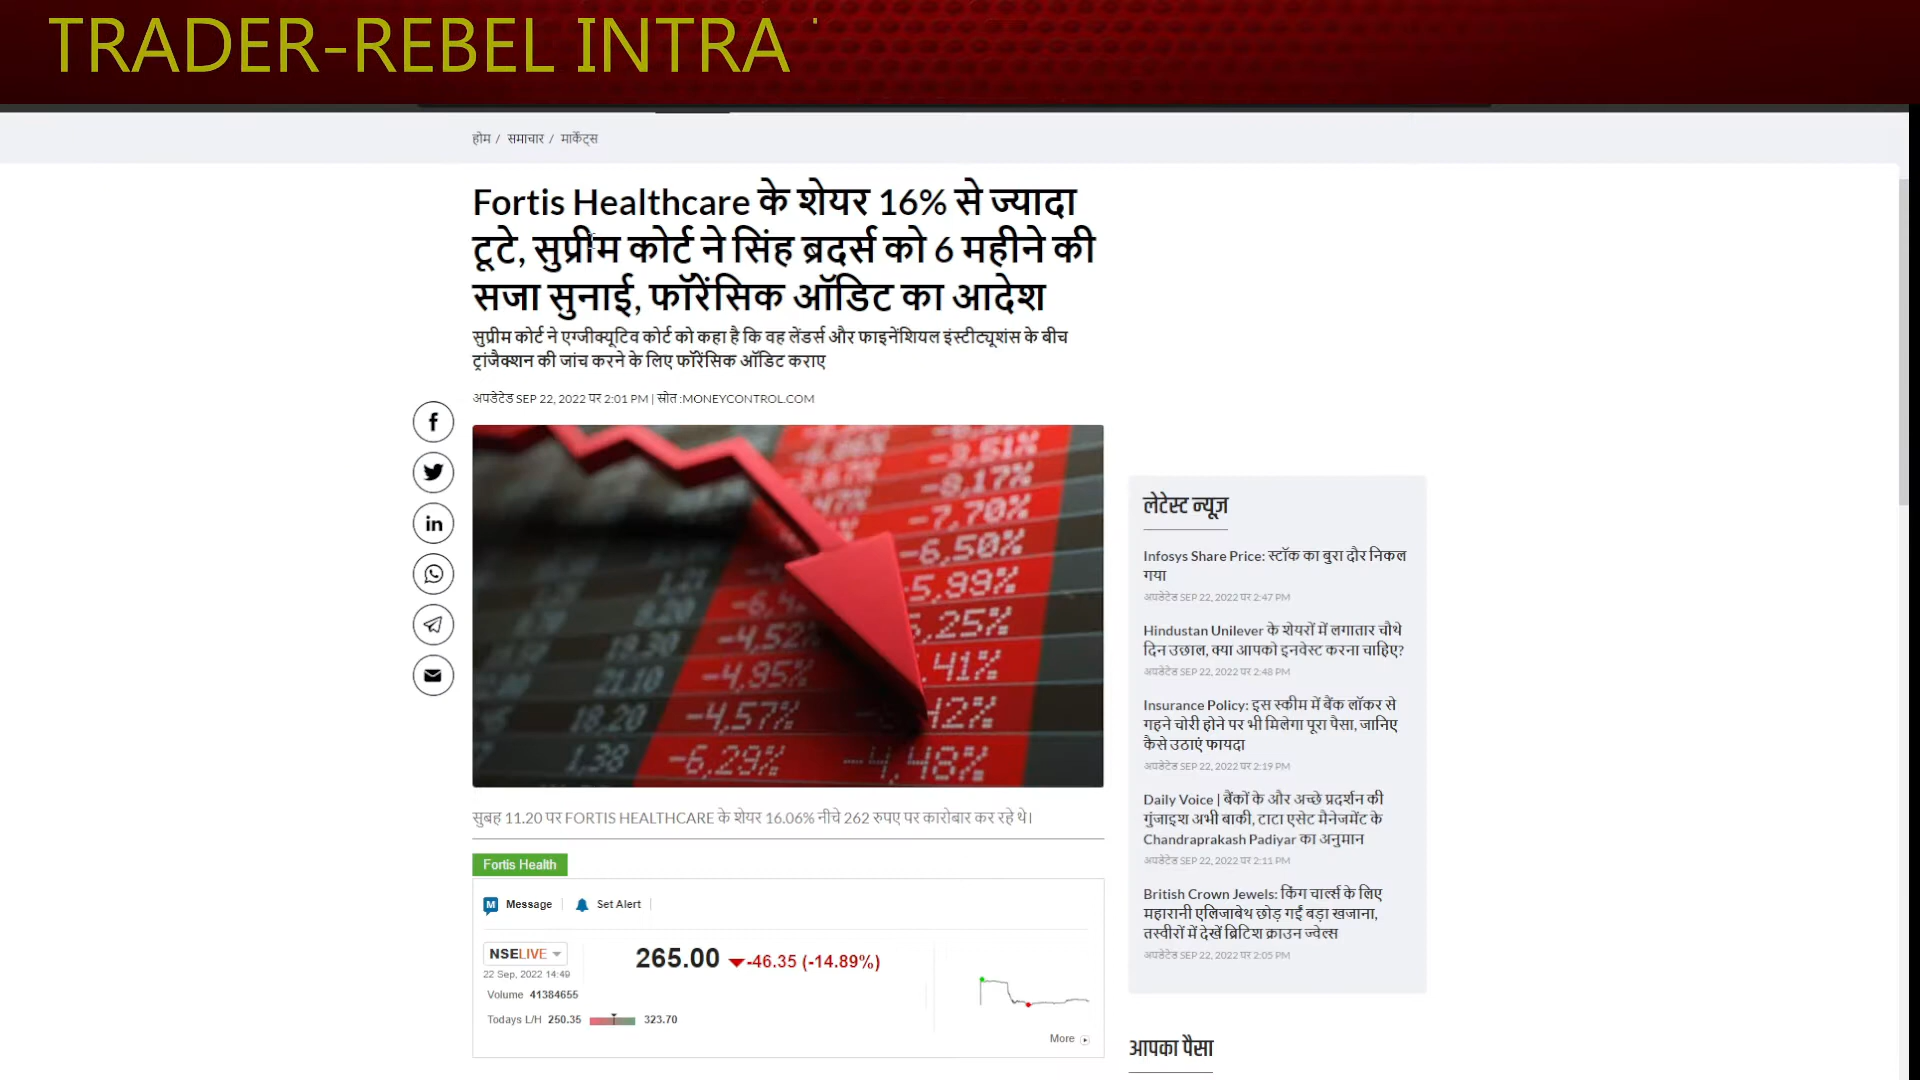 TRADER-REBEL INTRA
होम / समाचार / मार्केट्स
Fortis Healthcare के शेयर 16% से ज्यादा
टूटे, सुप्रीम कोर्ट ने सिंह ब्रदर्स को 6 महीने की
सजा सुनाई, फॉरेंसिक ऑडिट का आदेश
सुप्रीम कोर्ट ने एग्जीक्यूटिव कोर्ट को कहा है कि वह लेंडर्स और फाइनेंशियल इंस्टीट्यूशंस के बीच
ट्रांजैक्शन की जांच करने के लिए फॉरेंसिक ऑडिट कराए
अपडेटेड SEP 22, 2022 पर 2:01 PM | स्रोत :MONEYCONTROL.COM
-3,51%
-8,17%
-7,70%
-6,50%
5,99%
-4,52%
-4,95%
21,10
18,20
-4,57%
1,38
-6,29%
-4,48%
सुबह 11.20 पर FORTIS HEALTHCARE के शेयर 16.06% नीचे 262 रुपए पर कारोबार कर रहे थे।
Fortis Health
Message
Set Alert
NSELIVE
265.00 -46.35 (-14.89%)
22 Sep, 2022 14:49
Volume 41384655
Todays L/H 250.35 323.70
More
लेटेस्ट न्यूज़
Infosys Share Price: स्टॉक का बुरा दौर निकल
गया
अपडेटेड SEP 22, 2022 पर 2:47 PM
Hindustan Unilever के शेयरों में लगातार चौथे
दिन उछाल, क्या आपको इनवेस्ट करना चाहिए?
अपडेटेड SEP 22, 2022 पर 2:48 PM
Insurance Policy: इस स्कीम में बैंक लॉकर से
गहने चोरी होने पर भी मिलेगा पूरा पैसा, जानिए
कैसे उठाएं फायदा
अपडेटेड SEP 22, 2022 पर 2:19 PM
Daily Voice | बैंकों के और अच्छे प्रदर्शन की
गुंजाइश अभी बाकी, टाटा एसेट मैनेजमेंट के
Chandraprakash Padiyar का अनुमान
अपडेटेड SEP 22, 2022 पर 2:11 PM
British Crown Jewels: किंग चार्ल्स के लिए
महारानी एलिजाबेथ छोड़ गईं बड़ा खजाना,
तस्वीरों में देखें ब्रिटिश क्राउन ज्वेल्स
अपडेटेड SEP 22, 2022 पर 2:05 PM
आपका पैसा